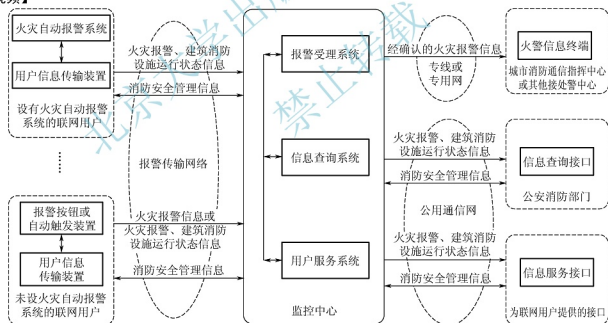 频】
火灾自动报警系统
用户信息传输装置
设有火灾自动报警
系统的联网用户
火灾报警、建筑消防
设施运行状态信息
消防安全管理信息
报警传输网络
报警按钮或
自动触发装置
用户信息
传输装置
未设火灾自动报警
系统的联网用户
火灾报警信息或
火灾报警、建筑消防
设施运行状态信息
消防安全管理信息
报警受理系统
信息查询系统
用户服务系统
监控中心
经确认的火灾报警信息
专线或
专用网
火灾报警、建筑消防
设施运行状态信息
消防安全管理信息
公用通信网
火灾报警、建筑消防
设施运行状态信息
消防安全管理信息
火警信息终端
城市消防通信指挥中心
或其他接处警中心
信息查询接口
公安消防部门
信息服务接口
为联网用户提供的接口
北京大学出版
禁止转载